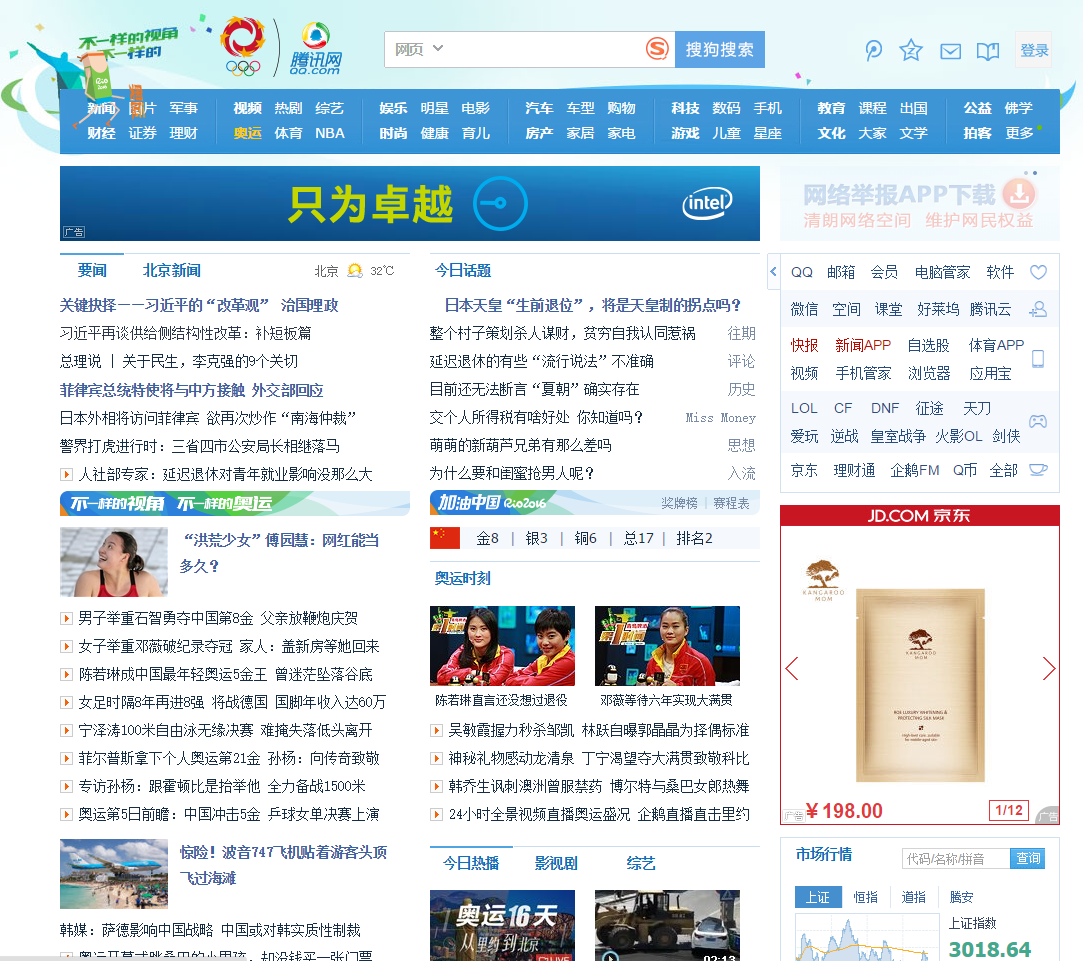 不一样的视角
不一样的
Rio
腾讯网
QQ.com
网页
S
搜狗搜索
登录
新闻 图片 军事 视频 热剧 综艺 娱乐 明星 电影 汽车 车型 购物 科技 数码 手机 教育 课程 出国 公益 佛学
财经 证券 理财 奥运 体育 NBA 时尚 健康 育儿 房产 家居 家电 游戏 儿童 星座 文化 大家 文学 拍客 更多
只为卓越
intel
广告
网络举报APP下载
清朗网络空间 维护网民权益
要闻 北京新闻 北京 32℃
关键抉择——习近平的“改革观” 治国理政
习近平再谈供给侧结构性改革：补短板篇
总理说 丨 关于民生，李克强的9个关切
菲律宾总统特使将与中方接触 外交部回应
日本外相将访问菲律宾 欲再次炒作“南海仲裁”
警界打虎进行时：三省四市公安局长相继落马
人社部专家：延迟退休对青年就业影响没那么大
不一样的视角 不一样的奥运
“洪荒少女”傅园慧：网红能当
多久？
男子举重石智勇夺中国第8金 父亲放鞭炮庆贺
女子举重邓薇破纪录夺冠 家人：盖新房等她回来
陈若琳成中国最年轻奥运5金王 曾迷茫坠落谷底
女足时隔8年再进8强 将战德国 国脚年收入达60万
宁泽涛100米自由泳无缘决赛 难掩失落低头离开
菲尔普斯拿下个人奥运第21金 孙杨：向传奇致敬
专访孙杨：跟霍顿比是抬举他 全力备战1500米
奥运第5日前瞻：中国冲击5金 乒球女单决赛上演
惊险！波音747飞机贴着游客头顶
飞过海滩
韩媒：萨德影响中国战略 中国或对韩实质性制裁
今日话题
日本天皇“生前退位”，将是天皇制的拐点吗？
整个村子策划杀人谋财，贫穷自我认同惹祸 往期
延迟退休的有些“流行说法”不准确 评论
目前还无法断言“夏朝”确实存在 历史
交个人所得税有啥好处 你知道吗？ Miss Money
萌萌的新葫芦兄弟有那么差吗 思想
为什么要和闺蜜抢男人呢？ 入流
加油中国 Rio2016 奖牌榜 | 赛程表
金8 | 银3 | 铜6 | 总17 | 排名2
奥运时刻
第1时刻
第1时刻
陈若琳直言还没想过退役 邓薇等待六年实现大满贯
吴敏霞握力秒杀邹凯 林跃自曝郭晶晶为择偶标准
神秘礼物感动龙清泉 丁宁渴望夺大满贯致敬科比
韩乔生讽刺澳洲曾服禁药 博尔特与桑巴女郎热舞
24小时全景视频直播奥运盛况 企鹅直播直击里约
今日热播 影视剧 综艺
奥运16天
从里约到北京
LIVE
02:13
QQ 邮箱 会员 电脑管家 软件
微信 空间 课堂 好莱坞 腾讯云
快报 新闻APP 自选股 体育APP
视频 手机管家 浏览器 应用宝
LOL CF DNF 征途 天刀
爱玩 逆战 皇室战争 火影OL 剑侠
京东 理财通 企鹅FM Q币 全部
JD.COM 京东
KANGAROO
MOM
KANGAROO
MOM
¥ 198.00
1/12
广告
广告
市场行情
代码/名称/拼音
查询
上证 恒指 道指 腾安
上证指数
3018.64